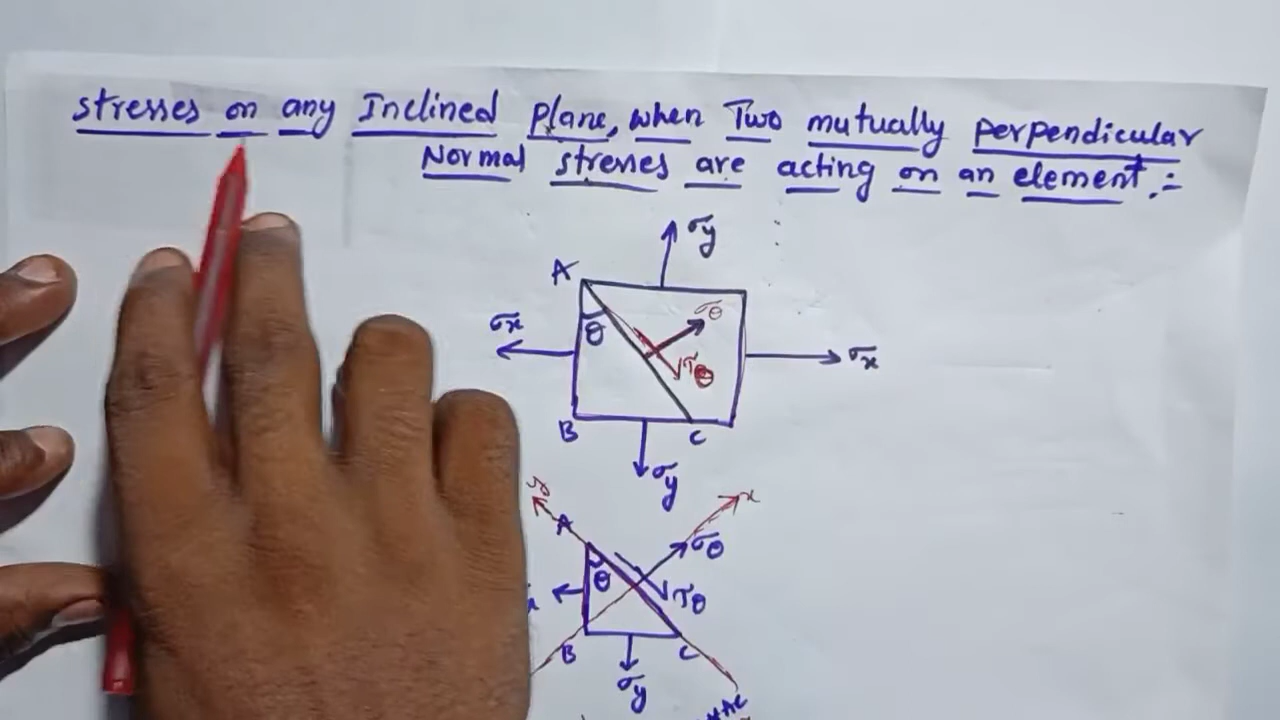 stresses on any Inclined plane, when Two mutually perpendicular
Normal stresses are acting on an element :-
σy
A
σθ
σx
θ
σx
τθ
B
C
σy
y
x
A
σθ
θ
τθ
B
C
σy